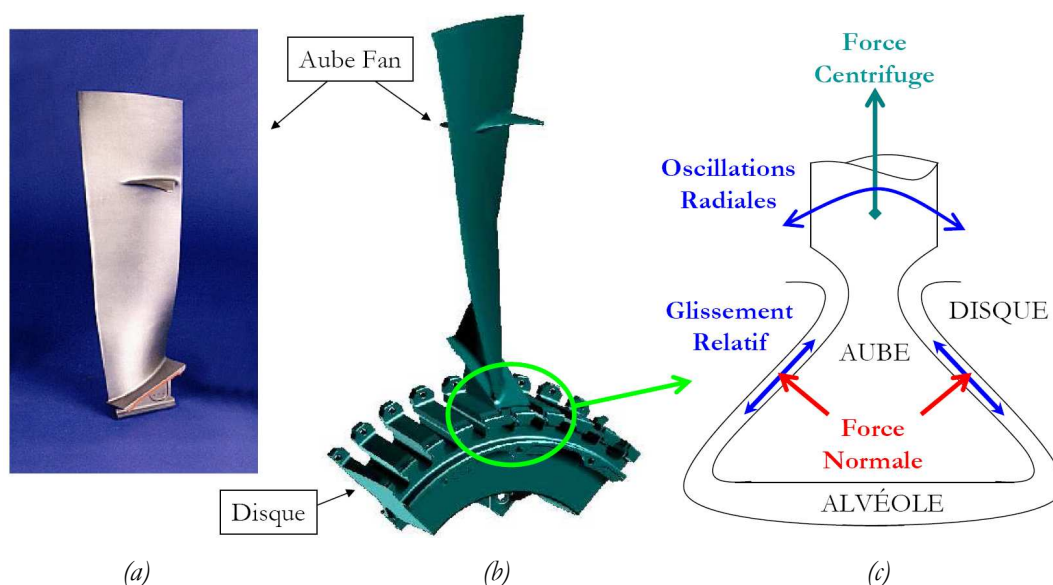 Aube Fan
Disque
Force
Centrifuge
Oscillations
Radiales
Glissement
Relatif
DISQUE
AUBE
Force
Normale
ALVÉOLE
(a)
(b)
(c)